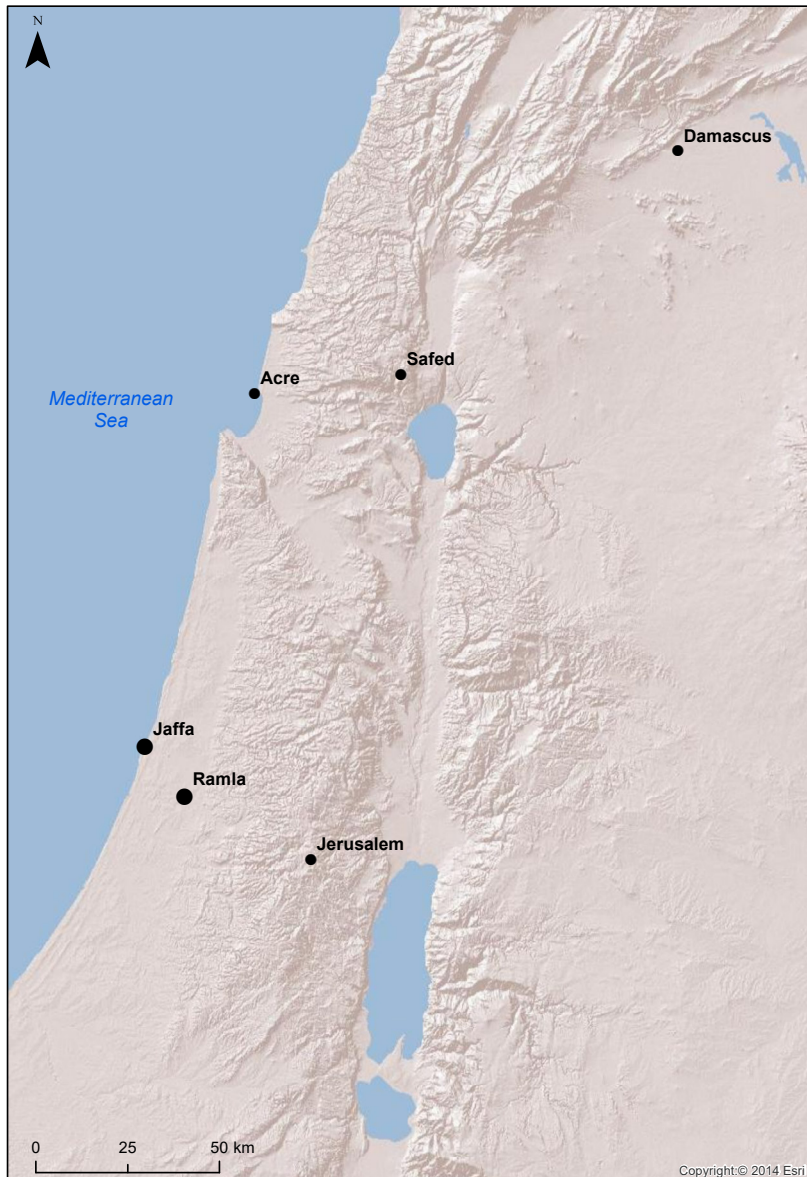 N
Damascus
Safed
Acre
Mediterranean
Sea
Jaffa
Ramla
Jerusalem
0 25 50 km
Copyright:© 2014 Esri